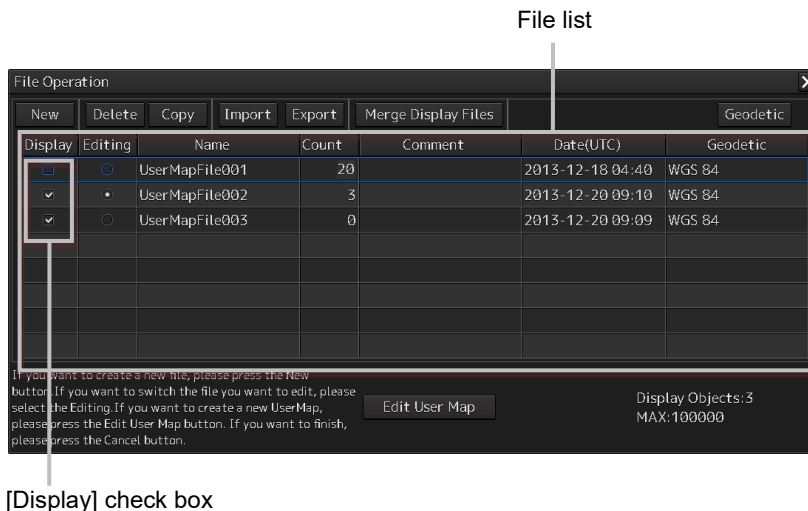 File list
File Operation
New Delete Copy Import Export Merge Display Files Geodetic
Display Editing Name Count Comment Date(UTC) Geodetic
UserMapFile001 20 2013-12-18 04:40 WGS 84
UserMapFile002 3 2013-12-20 09:10 WGS 84
UserMapFile003 0 2013-12-20 09:09 WGS 84
If you want to create a new file, please press the New
button.If you want to switch the file you want to edit, please
select the Editing.If you want to create a new UserMap,
please press the Edit User Map button. If you want to finish,
please press the Cancel button.
Edit User Map
Display Objects:3
MAX:100000
[Display] check box